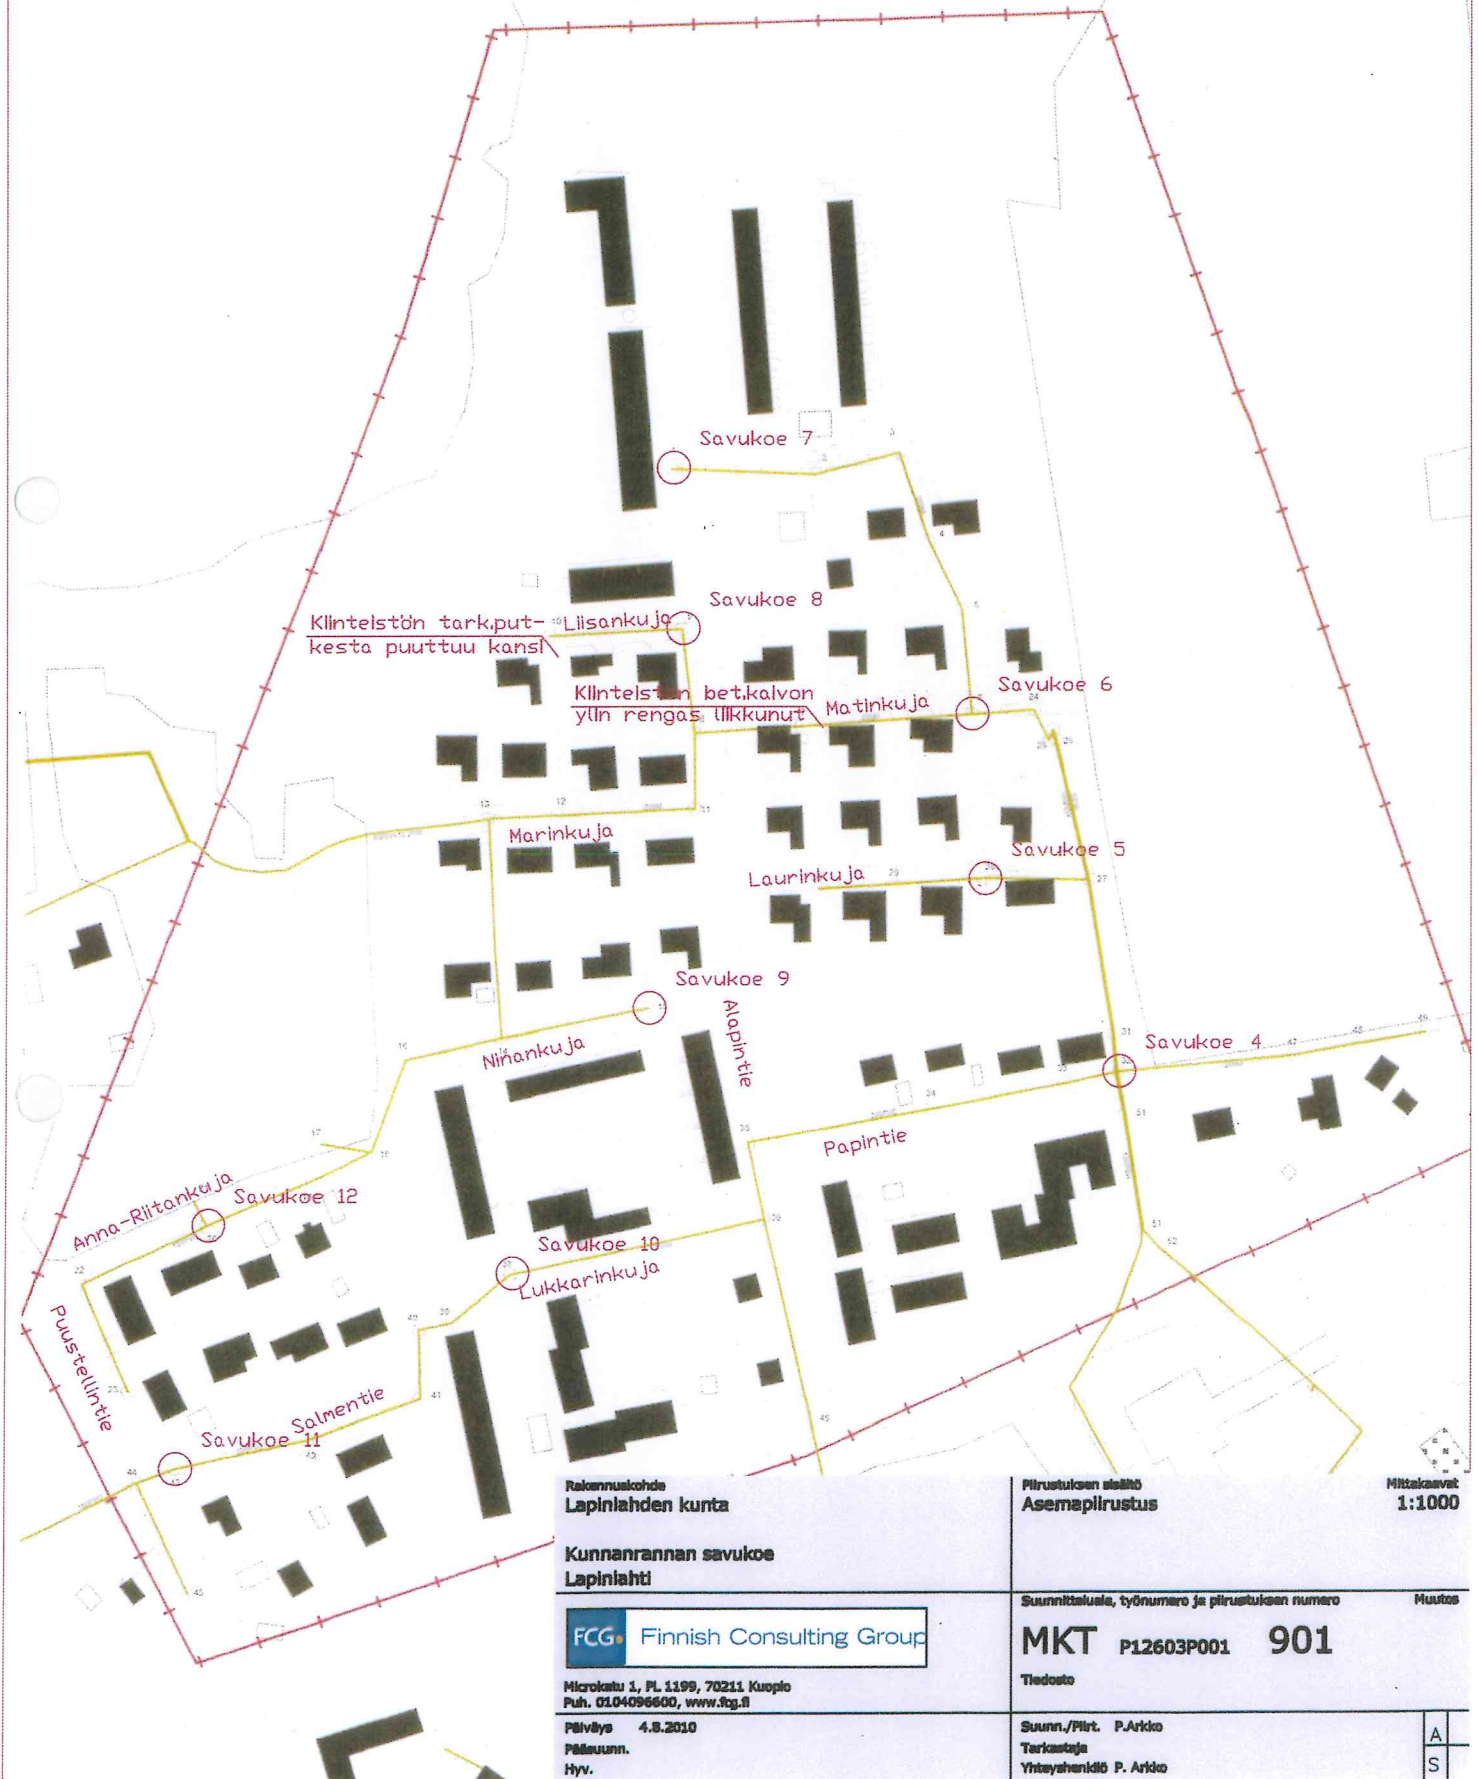 Savukoe 7
Savukoe 8
Liisankuja
Kiinteistön tark.put-
kesta puuttuu kansi
Kiinteistön bet.kaivon
ylin rengas liikkunut
Matinkuja
Savukoe 6
Marinkuja
Savukoe 5
Laurinkuja
Savukoe 9
Alapintie
Ninankuja
Savukoe 4
Papintie
Anna-Riitankuja
Savukoe 12
Savukoe 10
Lukkarinkuja
Puustellintie
Salmentie
Savukoe 11
Rakennuskohde
Lapinlahden kunta
Kunnanrannan savukoe
Lapinlahti
Piirustuksen sisältö
Asemapiirustus
Mittakaavat
1:1000
FCG. Finnish Consulting Group
Microkatu 1, PL 1199, 70211 Kuopio
Puh. 0104096600, www.fcg.fi
Suunnitteluala, työnumero ja piirustuksen numero
Muutos
MKT P12603P001 901
Tiedosto
Päiväys 4.8.2010
Pääsuunn.
Hyv.
Suunn./Piirt. P.Arkko
Tarkastaja
Yhteyshenkilö P. Arkko
A
S